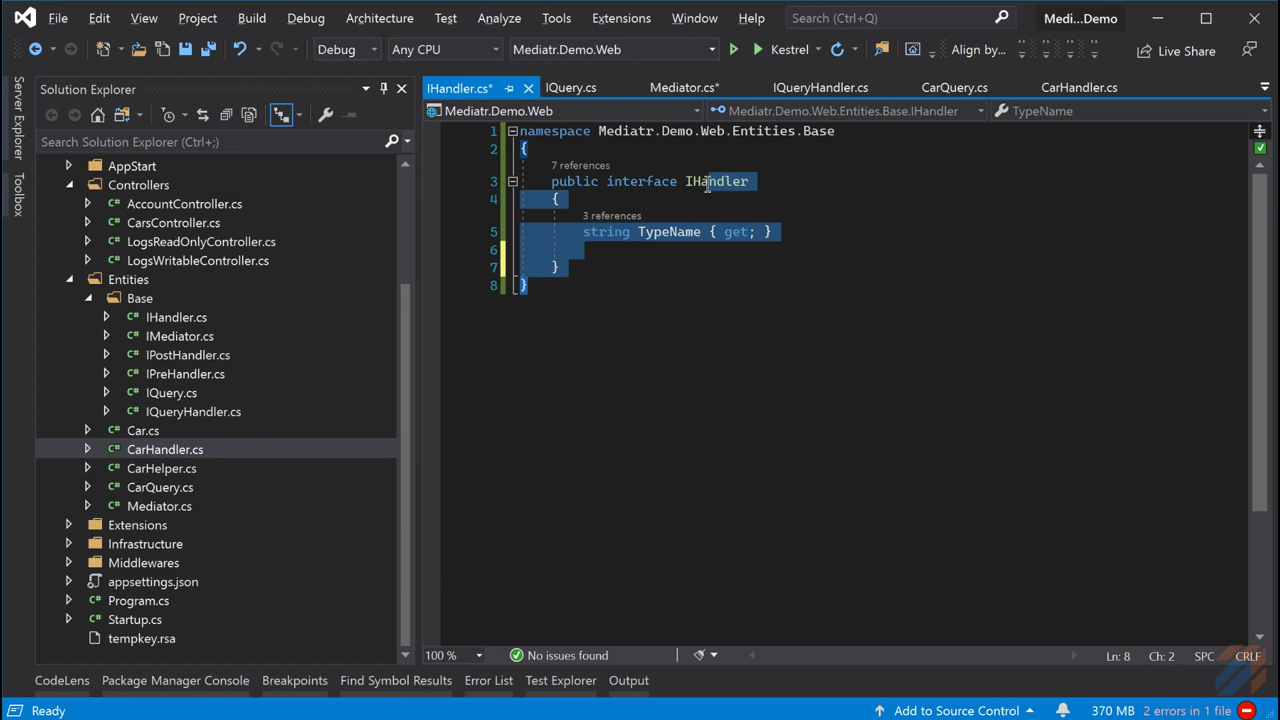 File Edit View Project Build Debug Architecture Test Analyze Tools Extensions Window Help Search (Ctrl+Q) Medi...Demo
Debug Any CPU Mediatr.Demo.Web Kestrel Align by... Live Share
Server Explorer
Toolbox
Solution Explorer
Search Solution Explorer (Ctrl+;)
AppStart
Controllers
AccountController.cs
CarsController.cs
LogsReadOnlyController.cs
LogsWritableController.cs
Entities
Base
C# IHandler.cs
C# IMediator.cs
C# IPostHandler.cs
C# IPreHandler.cs
C# IQuery.cs
C# IQueryHandler.cs
C# Car.cs
C# CarHandler.cs
C# CarHelper.cs
C# CarQuery.cs
C# Mediator.cs
Extensions
Infrastructure
Middlewares
appsettings.json
C# Program.cs
C# Startup.cs
tempkey.rsa
IHandler.cs* IQuery.cs Mediator.cs* IQueryHandler.cs CarQuery.cs CarHandler.cs
Mediatr.Demo.Web Mediatr.Demo.Web.Entities.Base.IHandler TypeName
1 namespace Mediatr.Demo.Web.Entities.Base
2 {
7 references
3 public interface IHandler
4 {
3 references
5 string TypeName { get; }
6
7 }
8 }
100 % No issues found Ln: 8 Ch: 2 SPC CRLF
CodeLens Package Manager Console Breakpoints Find Symbol Results Error List Test Explorer Output
Ready Add to Source Control 370 MB 2 errors in 1 file